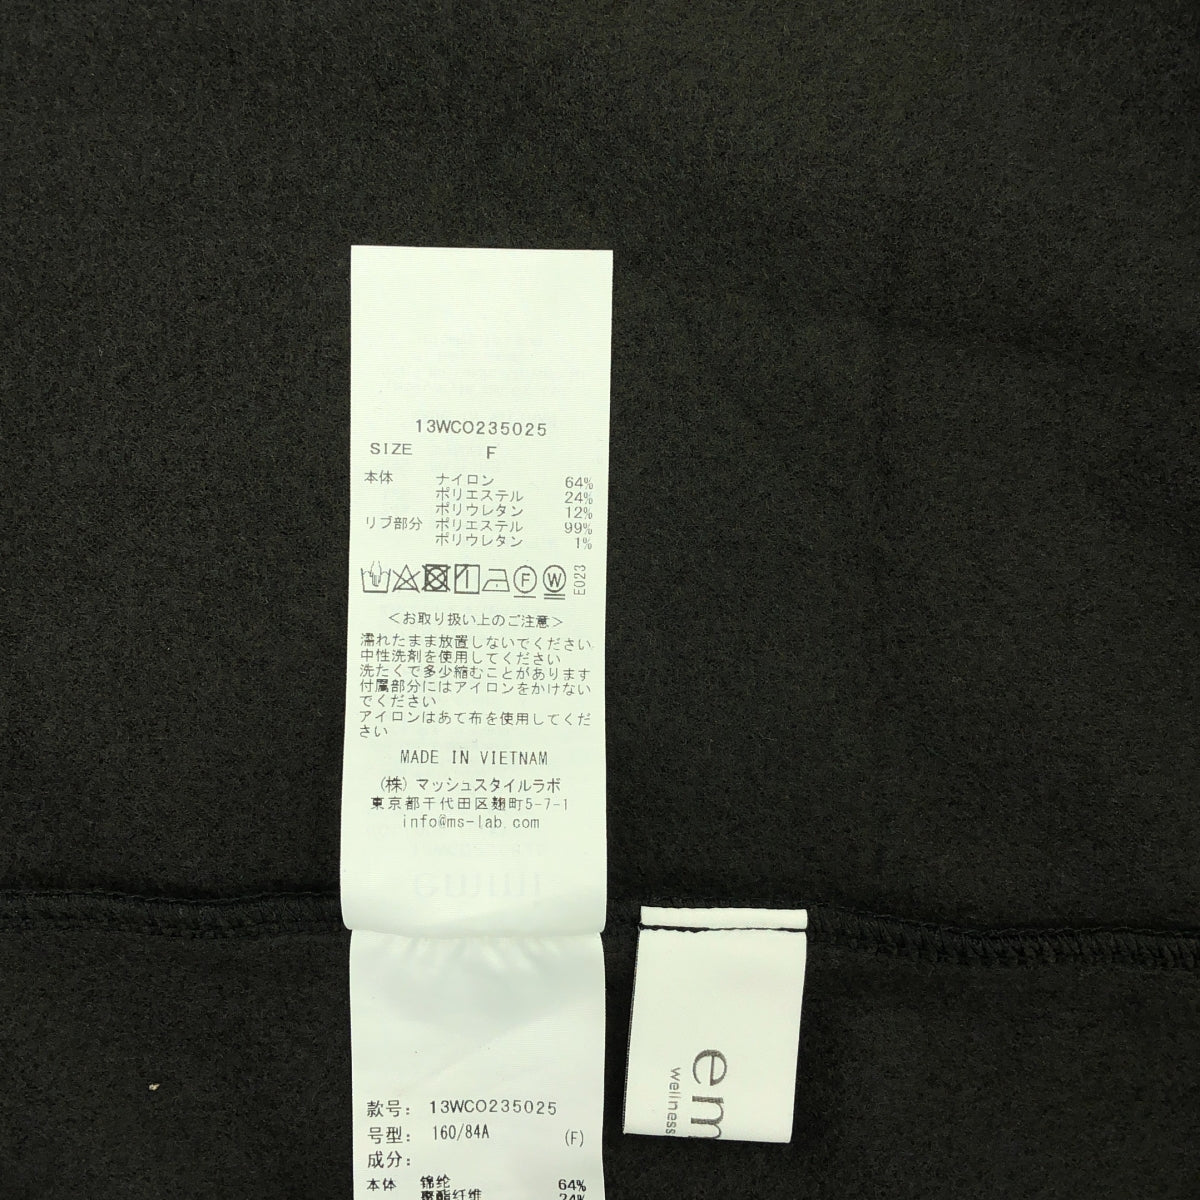 13WCO235025
SIZE F
本体 ナイロン 64%
ポリエステル 24%
ポリウレタン 12%
リブ部分 ポリエステル 99%
ポリウレタン 1%
F W E023
<お取り扱い上のご注意>
濡れたまま放置しないでください
中性洗剤を使用してください
洗たくで多少縮むことがあります
付属部分にはアイロンをかけない
でください
アイロンはあて布を使用してくだ
さい
MADE IN VIETNAM
(株) マッシュスタイルラボ
東京都千代田区麹町5-7-1
info@ms-lab.com
款号: 13WCO235025
号型: 160/84A (F)
成分:
本体 锦纶 64%
聚酯纤维 24%
em
wellness